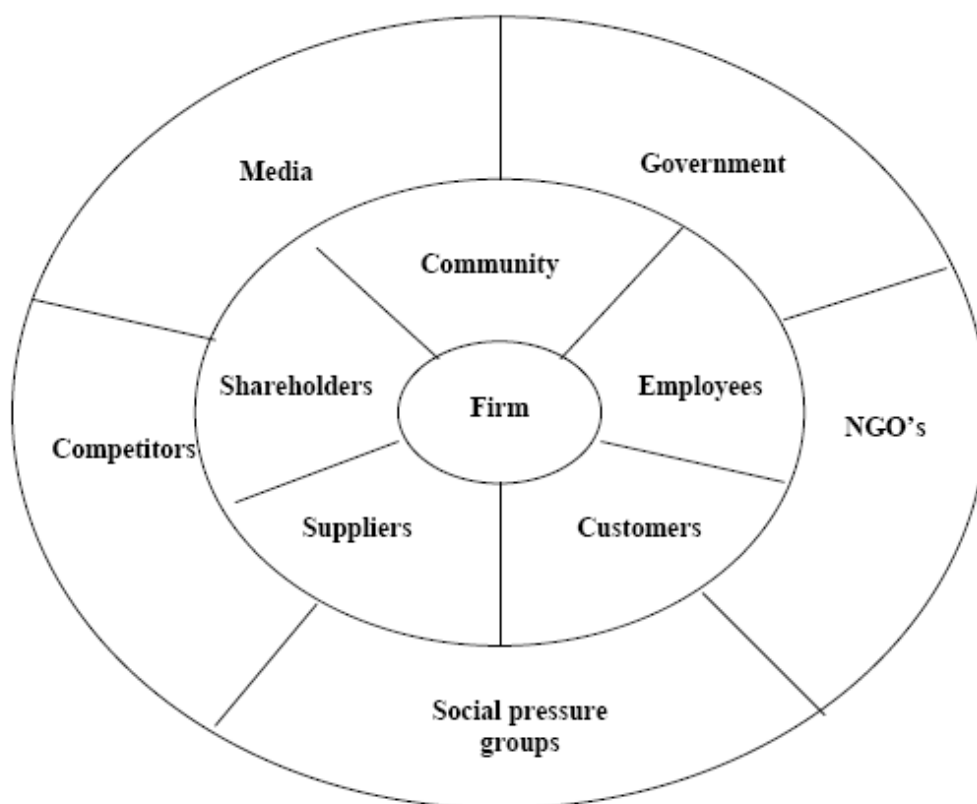 Media
Government
Community
Shareholders
Firm
Employees
Competitors
NGO’s
Suppliers
Customers
Social pressure
groups